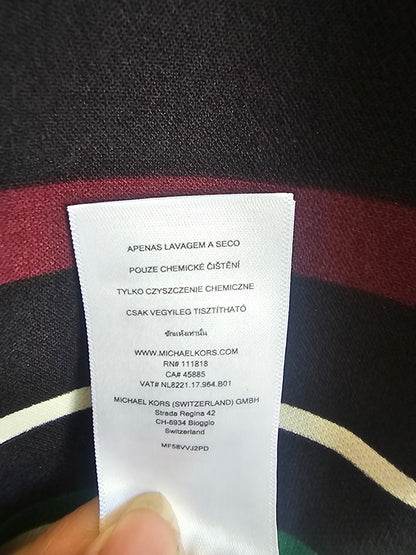 APENAS LAVAGEM A SECO
POUZE CHEMICKÉ ČIŠTĚNÍ
TYLKO CZYSZCZENIE CHEMICZNE
CSAK VEGYILEG TISZTÍTHATÓ
ซักแห้งเท่านั้น
WWW.MICHAELKORS.COM
RN# 111818
CA# 45885
VAT# NL8221.17.964.B01
MICHAEL KORS (SWITZERLAND) GMBH
Strada Regina 42
CH-6934 Bioggio
Switzerland
MF58VVJ2PD